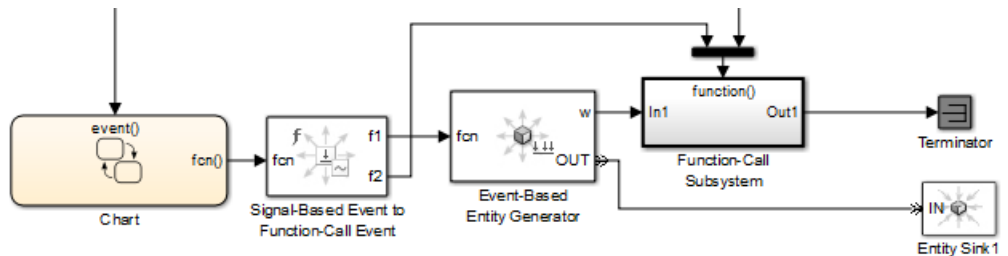 event()
fcn()
Chart
f
fcn
f1
f2
Signal-Based Event to
Function-Call Event
fcn
w
OUT
Event-Based
Entity Generator
function()
In1
Out1
Function-Call
Subsystem
Terminator
IN
Entity Sink1